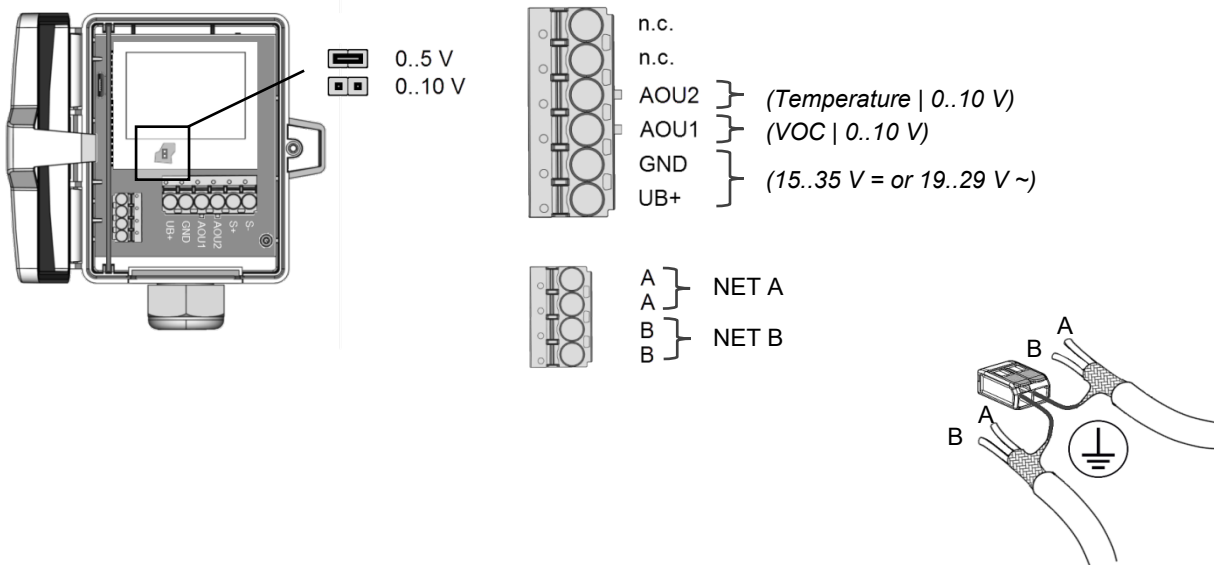 0..5 V
0..10 V
UB+
GND
AOU1
AOU2
S+
S-
n.c.
n.c.
AOU2 (Temperature | 0..10 V)
AOU1 (VOC | 0..10 V)
GND
UB+
(15..35 V = or 19..29 V ~)
A
A
NET A
B
B
NET B
A
B
A
B